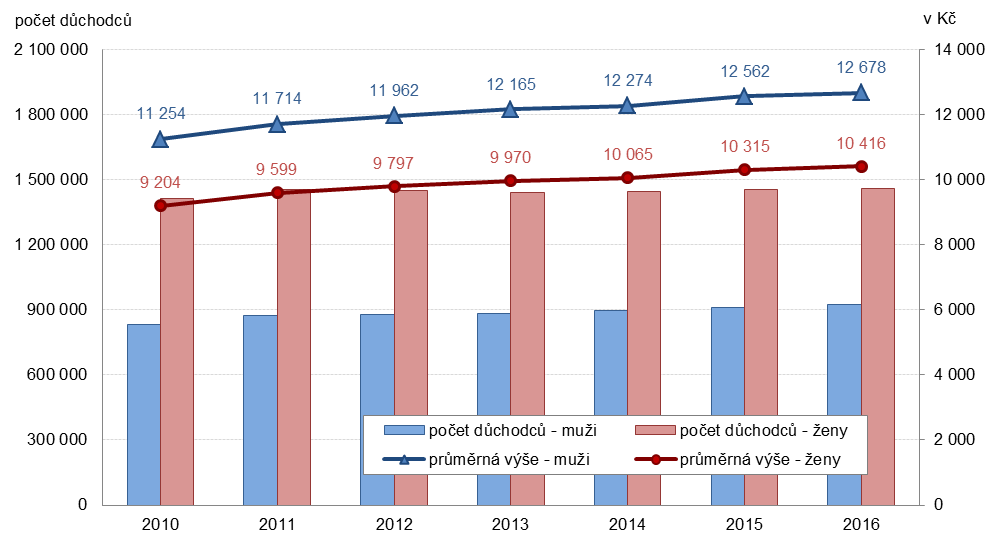 počet důchodců
v Kč
2 100 000
14 000
12 678
12 562
12 274
12 165
11 962
11 714
11 254
1 800 000
12 000
10 416
10 315
10 065
9 970
9 797
9 599
9 204
1 500 000
10 000
1 200 000
8 000
900 000
6 000
600 000
4 000
počet důchodců - muži
počet důchodců - ženy
300 000
2 000
průměrná výše - muži
průměrná výše - ženy
0
0
2010 2011 2012 2013 2014 2015 2016